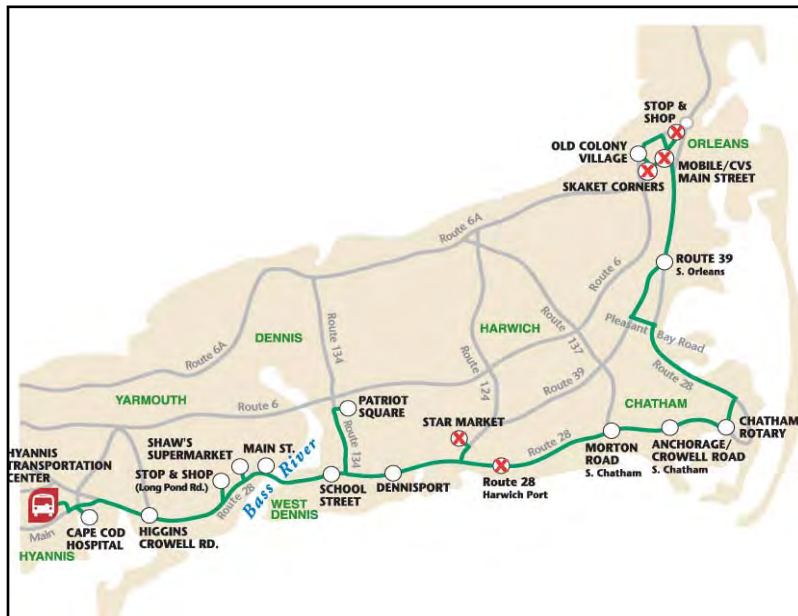 STOP &
SHOP
ORLEANS
OLD COLONY
VILLAGE
MOBILE/CVS
MAIN STREET
SKAKET CORNERS
Route 6A
ROUTE 39
S. Orleans
Route 6
Pleasant Bay Road
HARWICH
DENNIS
Route 134
Route 137
Route 6A
Route 124
Route 39
Route 28
YARMOUTH
Route 6
PATRIOT
SQUARE
CHATHAM
STAR MARKET
CHATHAM
ROTARY
HYANNIS
TRANSPORTATION
CENTER
SHAW'S
SUPERMARKET
MAIN ST.
Bass River
Route 134
Route 28
MORTON
ROAD
S. Chatham
ANCHORAGE/
CROWELL ROAD
S. Chatham
STOP & SHOP
(Long Pond Rd.)
Route 28
WEST
DENNIS
SCHOOL
STREET
DENNISPORT
Route 28
Harwich Port
Main
CAPE COD
HOSPITAL
HIGGINS
CROWELL RD.
HYANNIS